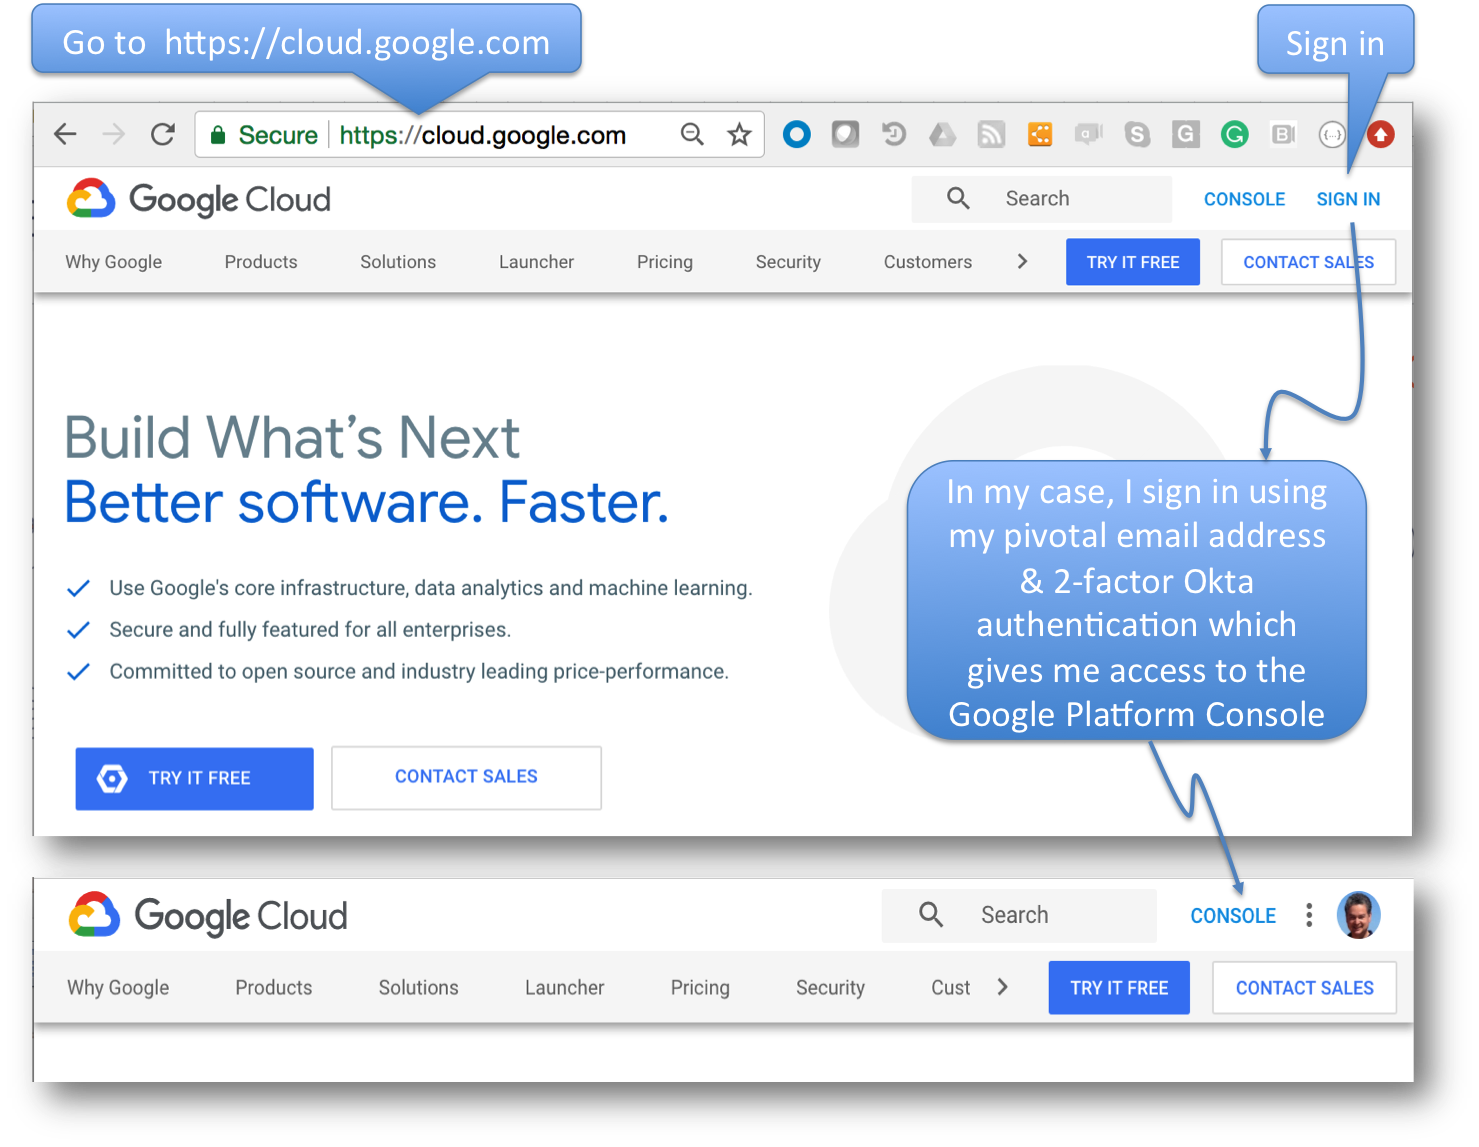 Go to https://cloud.google.com
Sign in
Secure https://cloud.google.com
Google Cloud
Search
CONSOLE
SIGN IN
Why Google
Products
Solutions
Launcher
Pricing
Security
Customers
TRY IT FREE
CONTACT SALES
Build What's Next
Better software. Faster.
Use Google's core infrastructure, data analytics and machine learning.
Secure and fully featured for all enterprises.
Committed to open source and industry leading price-performance.
TRY IT FREE
CONTACT SALES
In my case, I sign in using
my pivotal email address
& 2-factor Okta
authentication which
gives me access to the
Google Platform Console
Google Cloud
Search
CONSOLE
Why Google
Products
Solutions
Launcher
Pricing
Security
Cust
TRY IT FREE
CONTACT SALES